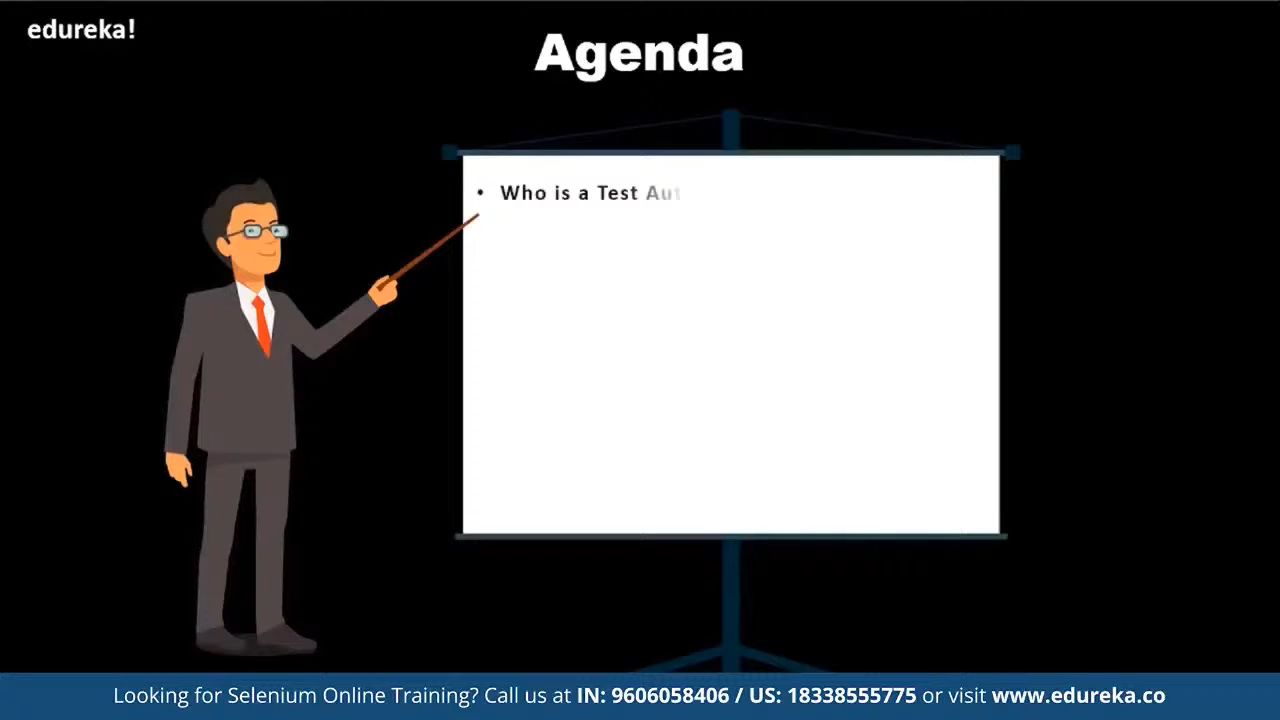 edureka!
Agenda
• Who is a Test Aut
Looking for Selenium Online Training? Call us at IN: 9606058406 / US: 18338555775 or visit www.edureka.co